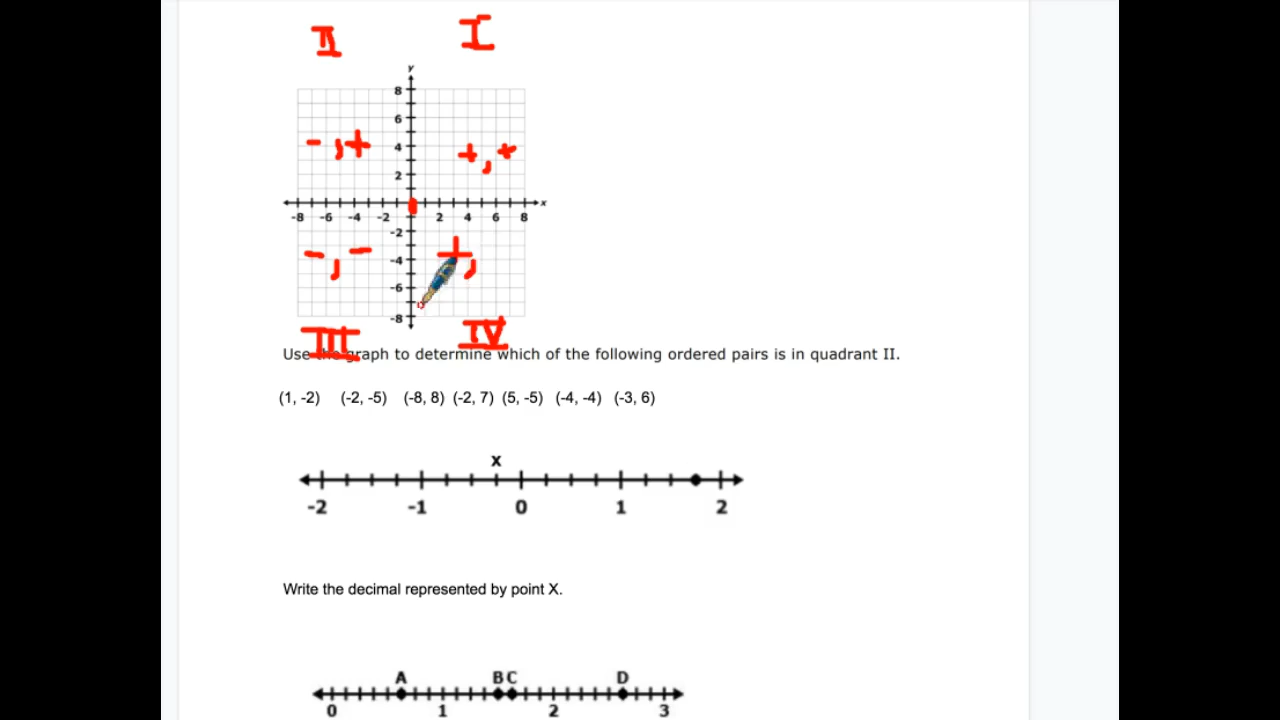 II I
y
8
6
-,+ 4 +,+
2
-8 -6 -4 -2 2 4 6 8 x
-2
-,- -4 +,
-6
-8
III IV
Use the graph to determine which of the following ordered pairs is in quadrant II.
(1, -2) (-2, -5) (-8, 8) (-2, 7) (5, -5) (-4, -4) (-3, 6)
X
-2 -1 0 1 2
Write the decimal represented by point X.
A B C D
0 1 2 3